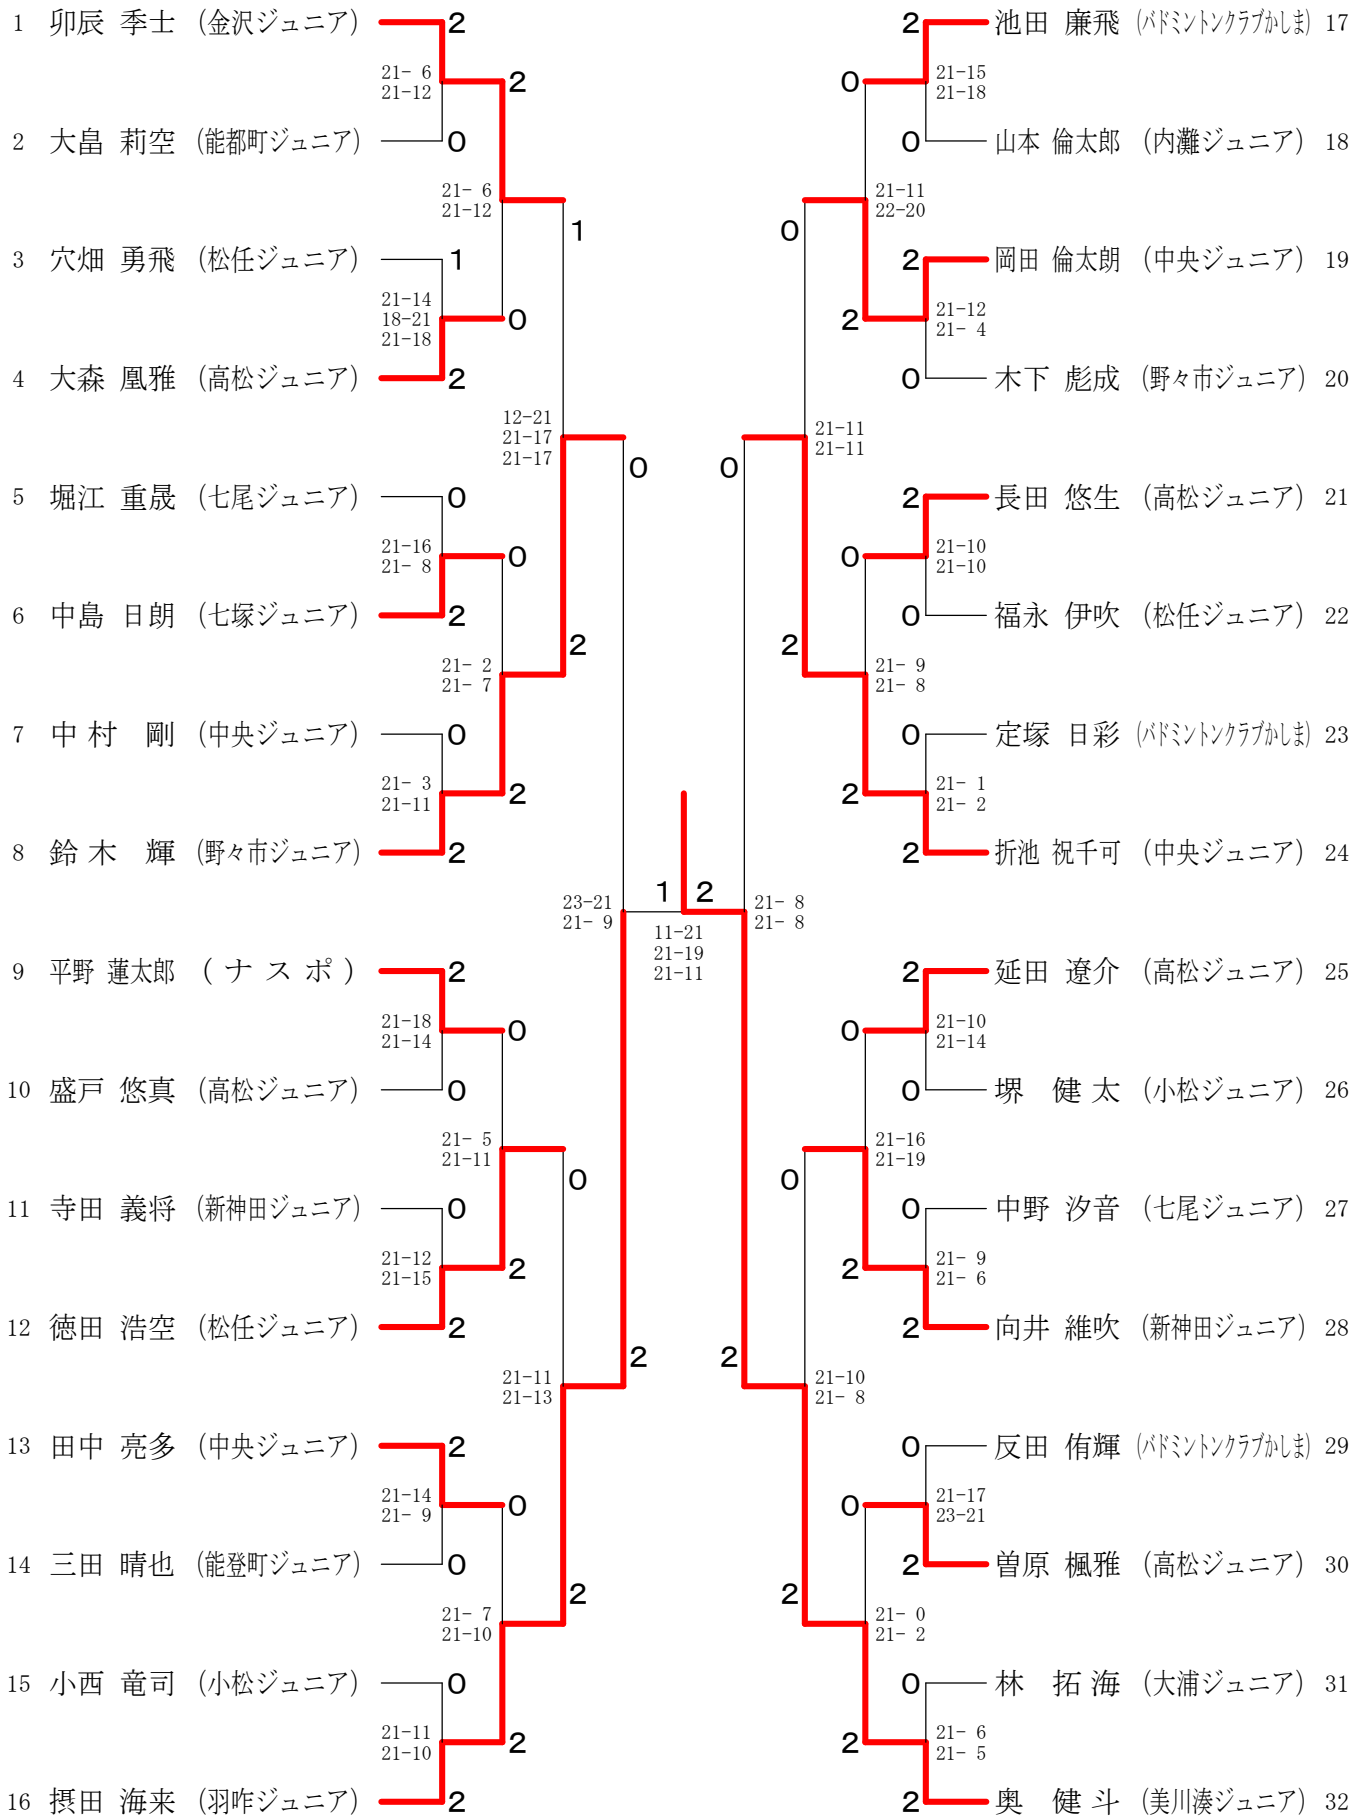 1 卯辰 季士 (金沢ジュニア) 2
21- 6
21-12
2
2 大畠 莉空 (能都町ジュニア) 0
21- 6
21-12
1
3 穴畑 勇飛 (松任ジュニア) 1
21-14
18-21
21-18
0
4 大森 凰雅 (高松ジュニア) 2
12-21
21-17
21-17
0
5 堀江 重晟 (七尾ジュニア) 0
21-16
21- 8
0
6 中島 日朗 (七塚ジュニア) 2
21- 2
21- 7
2
7 中村 剛 (中央ジュニア) 0
21- 3
21-11
2
8 鈴木 輝 (野々市ジュニア) 2
23-21
21- 9
9 平野 蓮太郎 (ナスポ) 2
21-18
21-14
0
10 盛戸 悠真 (高松ジュニア) 0
21- 5
21-11
0
11 寺田 義将 (新神田ジュニア) 0
21-12
21-15
2
12 徳田 浩空 (松任ジュニア) 2
21-11
21-13
2
13 田中 亮多 (中央ジュニア) 2
21-14
21- 9
0
14 三田 晴也 (能登町ジュニア) 0
21- 7
21-10
2
15 小西 竜司 (小松ジュニア) 0
21-11
21-10
2
16 摂田 海来 (羽咋ジュニア) 2
1 2
11-21
21-19
21-11
2 池田 廉飛 (バドミントンクラブかしま) 17
21-15
21-18
0
0 山本 倫太郎 (内灘ジュニア) 18
21-11
22-20
0
2 岡田 倫太朗 (中央ジュニア) 19
21-12
21- 4
2
0 木下 彪成 (野々市ジュニア) 20
21-11
21-11
0
2 長田 悠生 (高松ジュニア) 21
21-10
21-10
0
0 福永 伊吹 (松任ジュニア) 22
21- 9
21- 8
2
0 定塚 日彩 (バドミントンクラブかしま) 23
21- 1
21- 2
2
2 折池 祝千可 (中央ジュニア) 24
21- 8
21- 8
2 延田 遼介 (高松ジュニア) 25
21-10
21-14
0
0 堺 健太 (小松ジュニア) 26
21-16
21-19
0
0 中野 汐音 (七尾ジュニア) 27
21- 9
21- 6
2
2 向井 維吹 (新神田ジュニア) 28
21-10
21- 8
2
0 反田 侑輝 (バドミントンクラブかしま) 29
21-17
23-21
0
2 曽原 楓雅 (高松ジュニア) 30
21- 0
21- 2
2
0 林 拓海 (大浦ジュニア) 31
21- 6
21- 5
2
2 奥 健斗 (美川湊ジュニア) 32